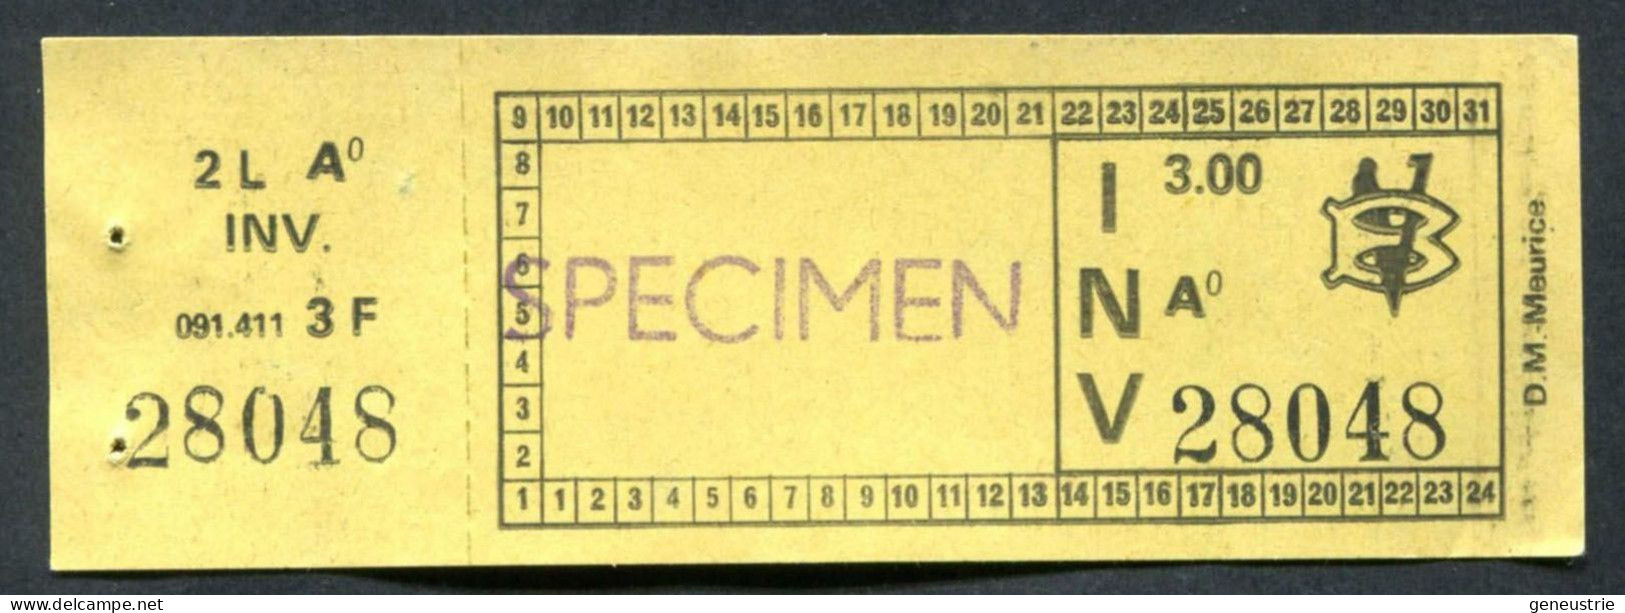 2 L A⁰
INV.
091.411 3 F
28048
9 10 11 12 13 14 15 16 17 18 19 20 21 22 23 24 25 26 27 28 29 30 31
8
7
6
5
4
3
2
1 1 2 3 4 5 6 7 8 9 10 11 12 13 14 15 16 17 18 19 20 21 22 23 24
SPECIMEN
I
N
V
3.00
A⁰
28048
D.M.-Meurice.
delcampe.net
geneustrie